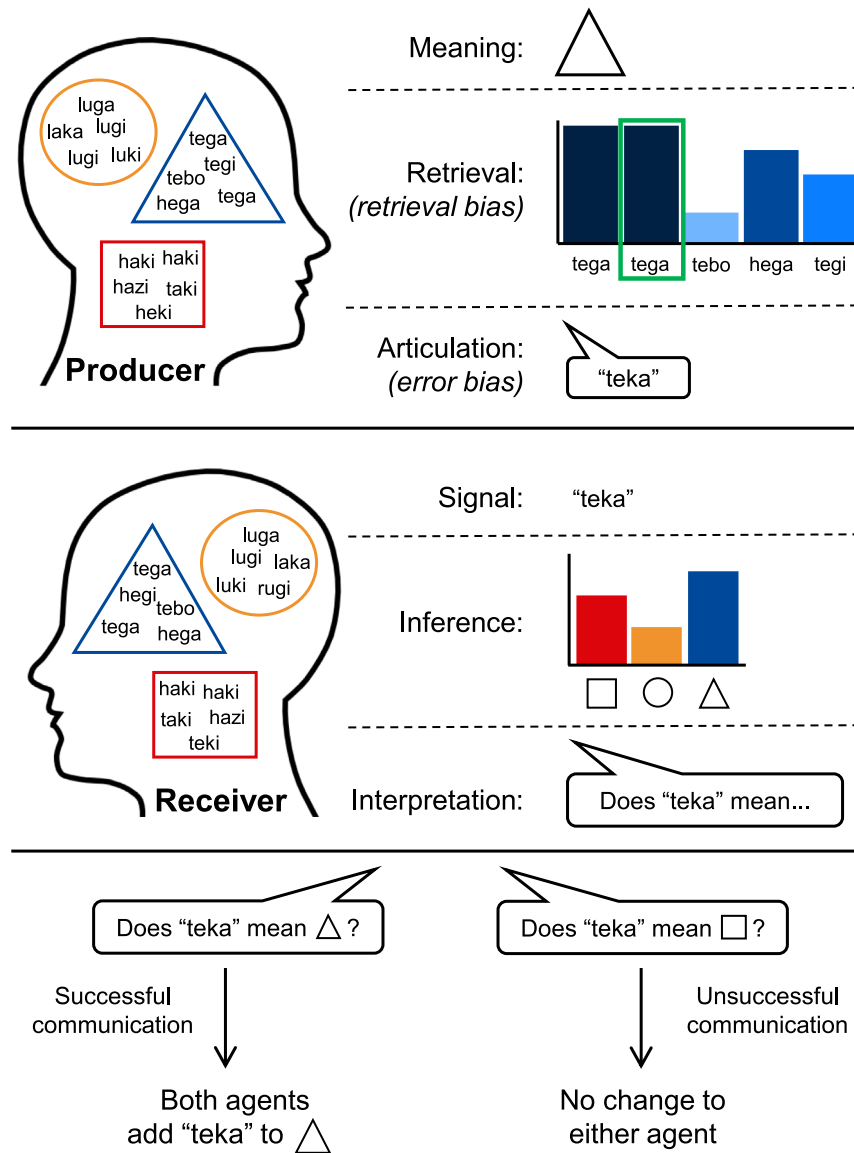 Meaning:
luga
laka lugi
lugi luki
tega
tegi
tebo
hega tega
haki haki
hazi taki
heki
Producer
Retrieval:
(retrieval bias)
tega tega tebo hega tegi
Articulation:
(error bias)
“teka”
Signal:
“teka”
tega
hegi
tebo
tega hega
luga
lugi laka
luki rugi
haki haki
taki hazi
teki
Receiver
Inference:
Interpretation:
Does “teka” mean...
Does “teka” mean ?
Does “teka” mean ?
Successful
communication
Unsuccessful
communication
Both agents
add “teka” to
No change to
either agent